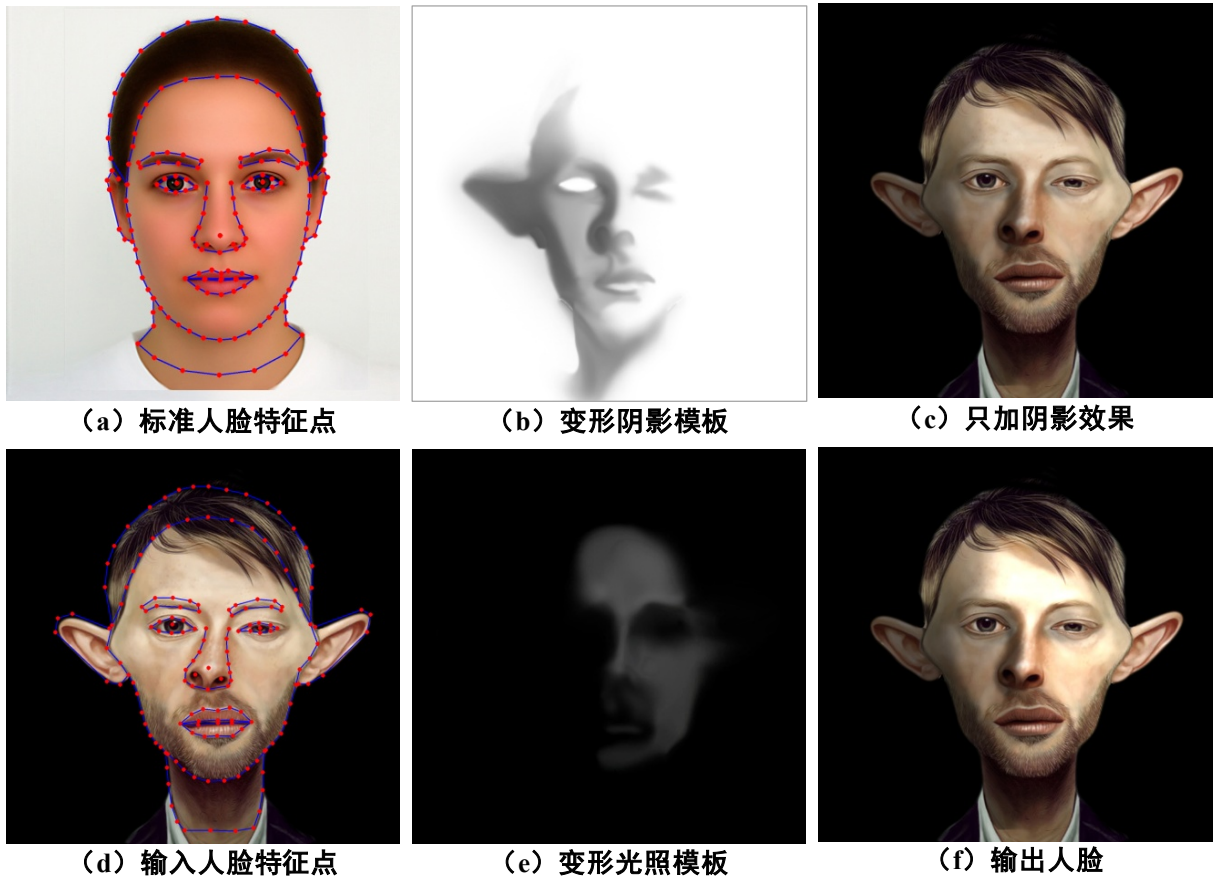 （a）标准人脸特征点
（b）变形阴影模板
（c）只加阴影效果
（d）输入人脸特征点
（e）变形光照模板
（f）输出人脸